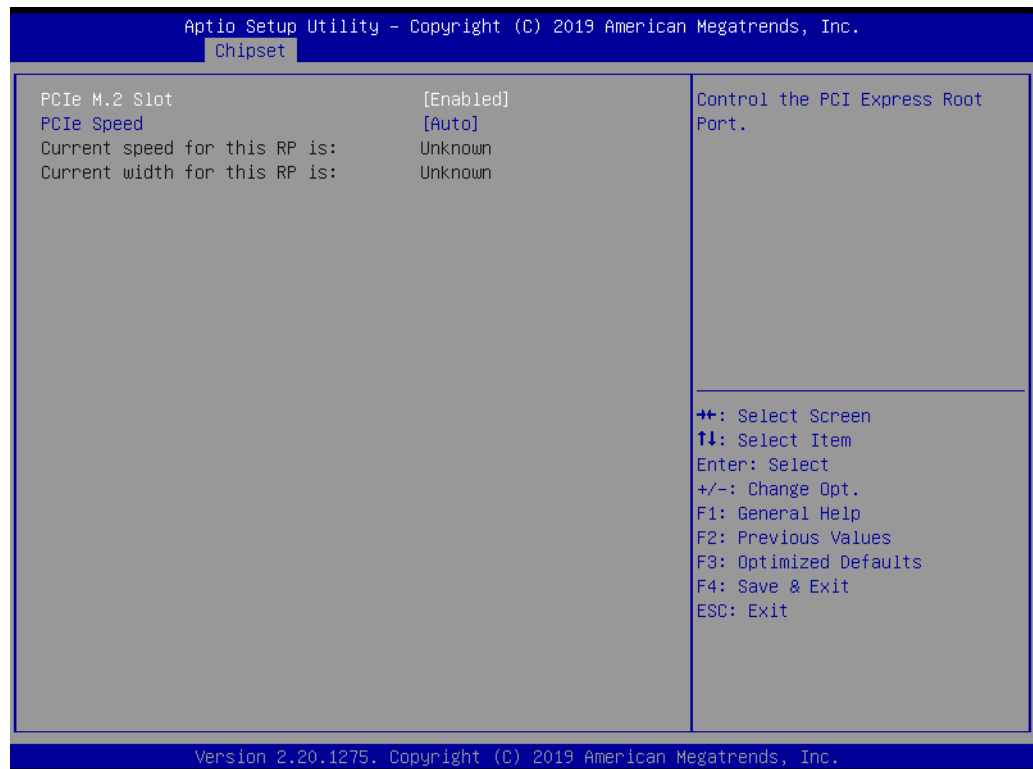 Aptio Setup Utility – Copyright (C) 2019 American Megatrends, Inc.
Chipset
PCIe M.2 Slot [Enabled]
PCIe Speed [Auto]
Current speed for this RP is: Unknown
Current width for this RP is: Unknown
Control the PCI Express Root
Port.
→←: Select Screen
↑↓: Select Item
Enter: Select
+/-: Change Opt.
F1: General Help
F2: Previous Values
F3: Optimized Defaults
F4: Save & Exit
ESC: Exit
Version 2.20.1275. Copyright (C) 2019 American Megatrends, Inc.